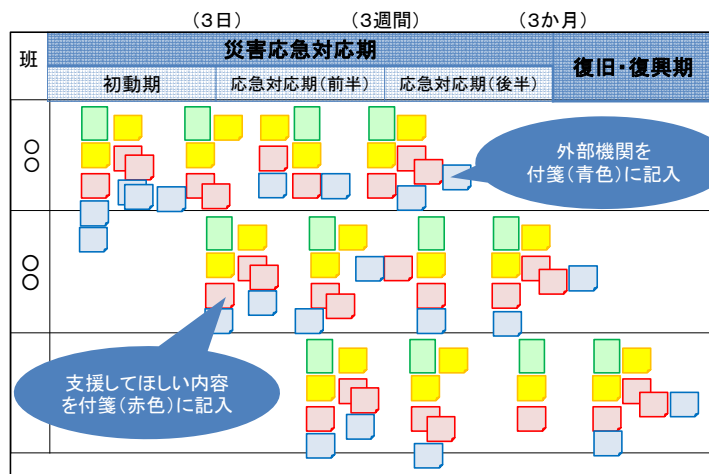 (3日) (3週間) (3か月)
班 災害応急対応期 復旧・復興期
初動期 応急対応期(前半) 応急対応期(後半)
〇〇
外部機関を
付箋(青色)に記入
〇〇
支援してほしい内容
を付箋(赤色)に記入